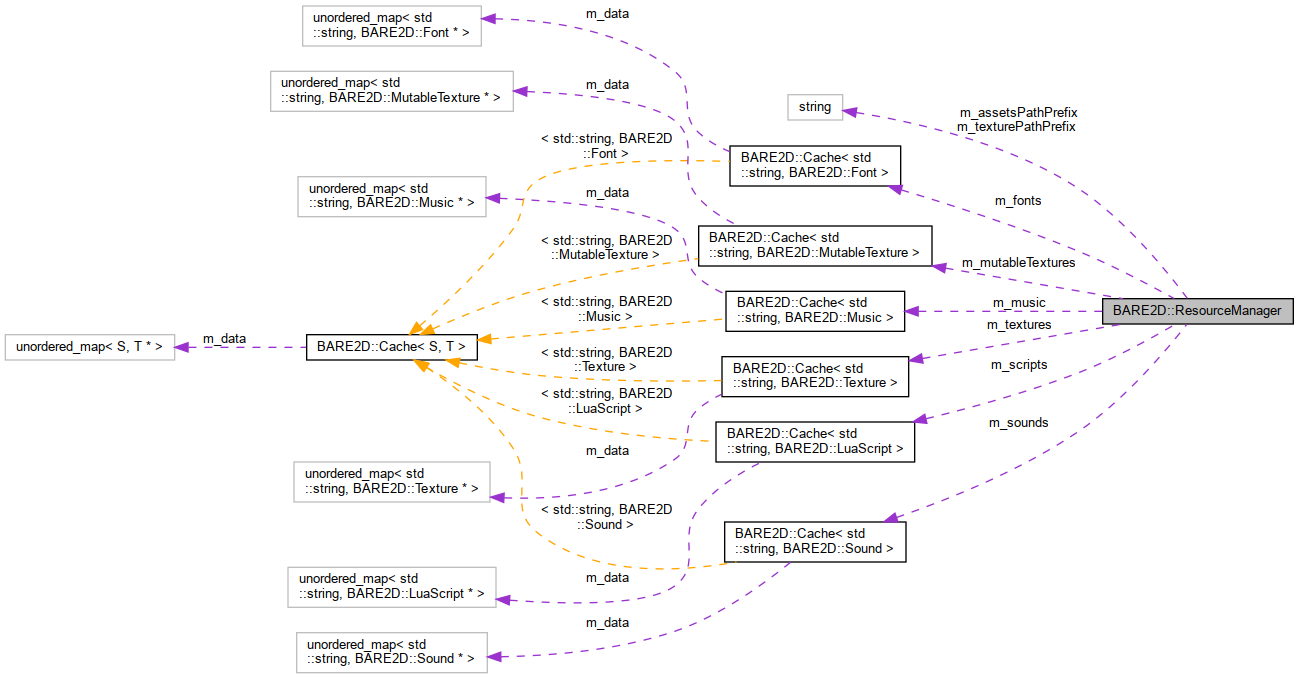 unordered_map< std
::string, BARE2D::Font * >
m_data
unordered_map< std
::string, BARE2D::MutableTexture * >
m_data
string
m_assetsPathPrefix
m_texturePathPrefix
< std::string, BARE2D
::Font >
BARE2D::Cache< std
::string, BARE2D::Font >
unordered_map< std
::string, BARE2D::Music * >
m_data
m_fonts
< std::string, BARE2D
::MutableTexture >
BARE2D::Cache< std
::string, BARE2D::MutableTexture >
m_mutableTextures
< std::string, BARE2D
::Music >
BARE2D::Cache< std
::string, BARE2D::Music >
m_music
BARE2D::ResourceManager
m_textures
unordered_map< S, T * >
m_data
BARE2D::Cache< S, T >
< std::string, BARE2D
::Texture >
BARE2D::Cache< std
::string, BARE2D::Texture >
m_scripts
< std::string, BARE2D
::LuaScript >
BARE2D::Cache< std
::string, BARE2D::LuaScript >
m_sounds
m_data
unordered_map< std
::string, BARE2D::Texture * >
< std::string, BARE2D
::Sound >
BARE2D::Cache< std
::string, BARE2D::Sound >
unordered_map< std
::string, BARE2D::LuaScript * >
m_data
unordered_map< std
::string, BARE2D::Sound * >
m_data